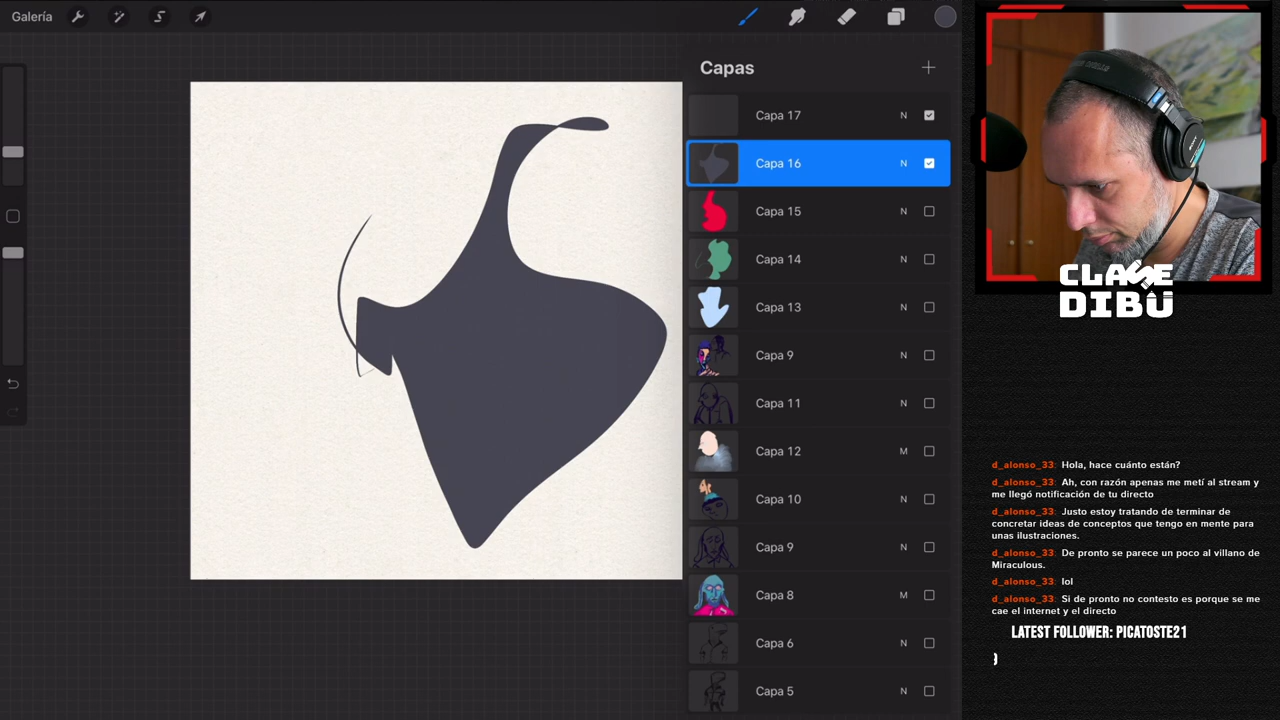 Galería
Capas
Capa 17 N
Capa 16 N
Capa 15 N
Capa 14 N
Capa 13 N
Capa 9 N
Capa 11 N
Capa 12 M
Capa 10 N
Capa 9 N
Capa 8 M
Capa 6 N
Capa 5 N
CLASE
DIBU
d_alonso_33: Hola, hace cuánto están?
d_alonso_33: Ah, con razón apenas me metí al stream y
me llegó notificación de tu directo
d_alonso_33: Justo estoy tratando de terminar de
concretar ideas de conceptos que tengo en mente para
unas ilustraciones.
d_alonso_33: De pronto se parece un poco al villano de
Miraculous.
d_alonso_33: lol
d_alonso_33: Si de pronto no contesto es porque se me
cae el internet y el directo
LATEST FOLLOWER: PICATOSTE21